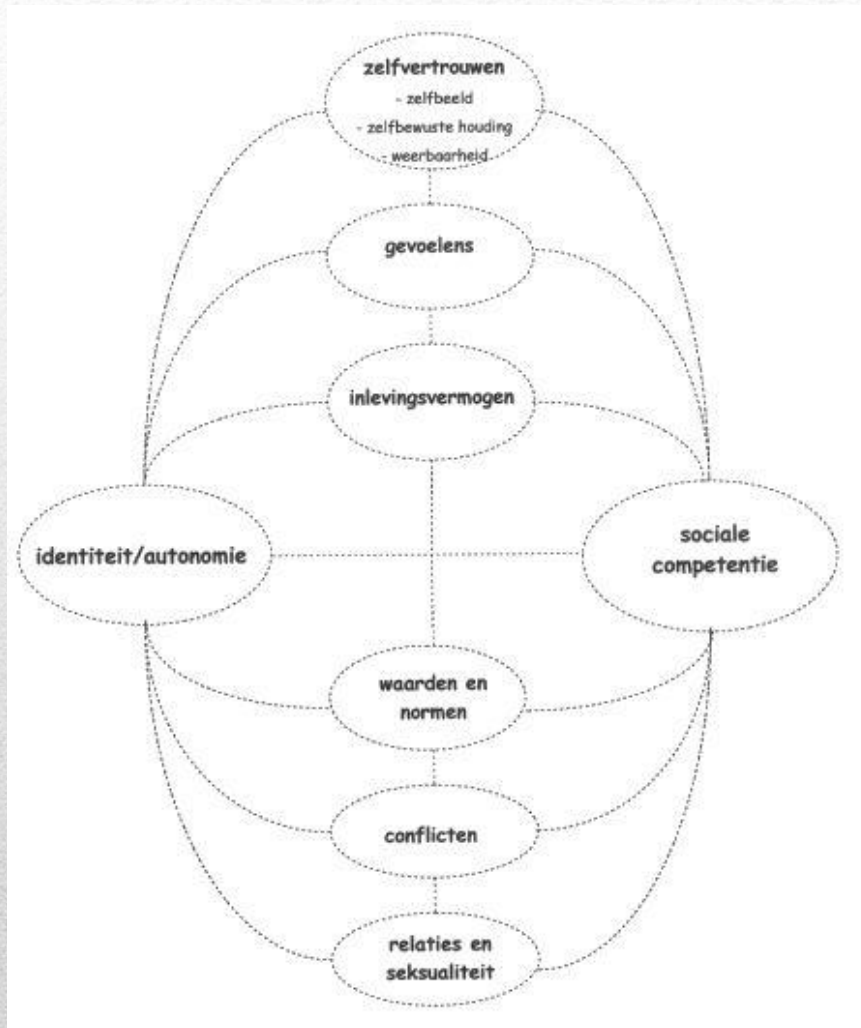 zelfvertrouwen
- zelfbeeld
- zelfbewuste houding
- weerbaarheid
gevoelens
inlevingsvermogen
identiteit/autonomie
sociale
competentie
waarden en
normen
conflicten
relaties en
seksualiteit